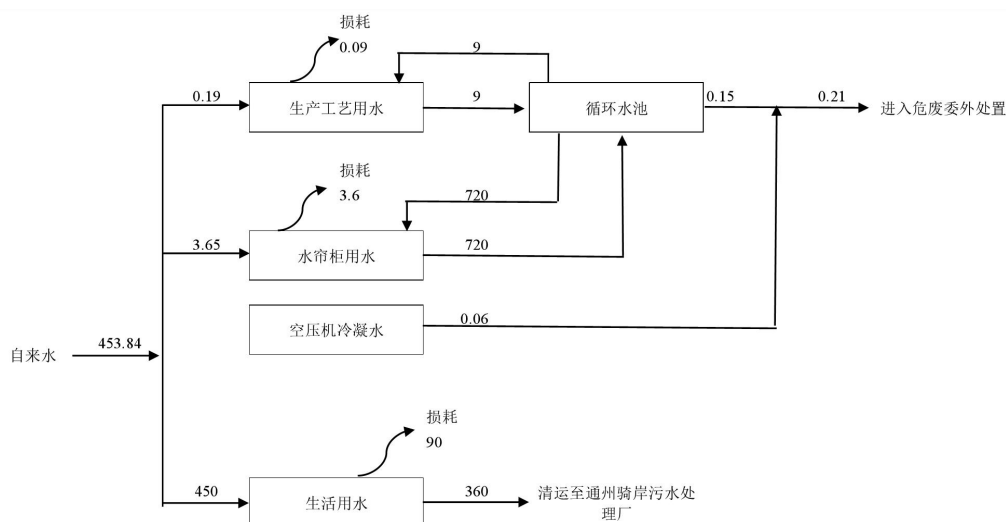 损耗
0.09
9
0.19
生产工艺用水
9
循环水池
0.15
0.21
进入危废委外处置
损耗
3.6
720
3.65
水帘柜用水
720
空压机冷凝水
0.06
自来水
453.84
损耗
90
450
生活用水
360
清运至通州骑岸污水处
理厂